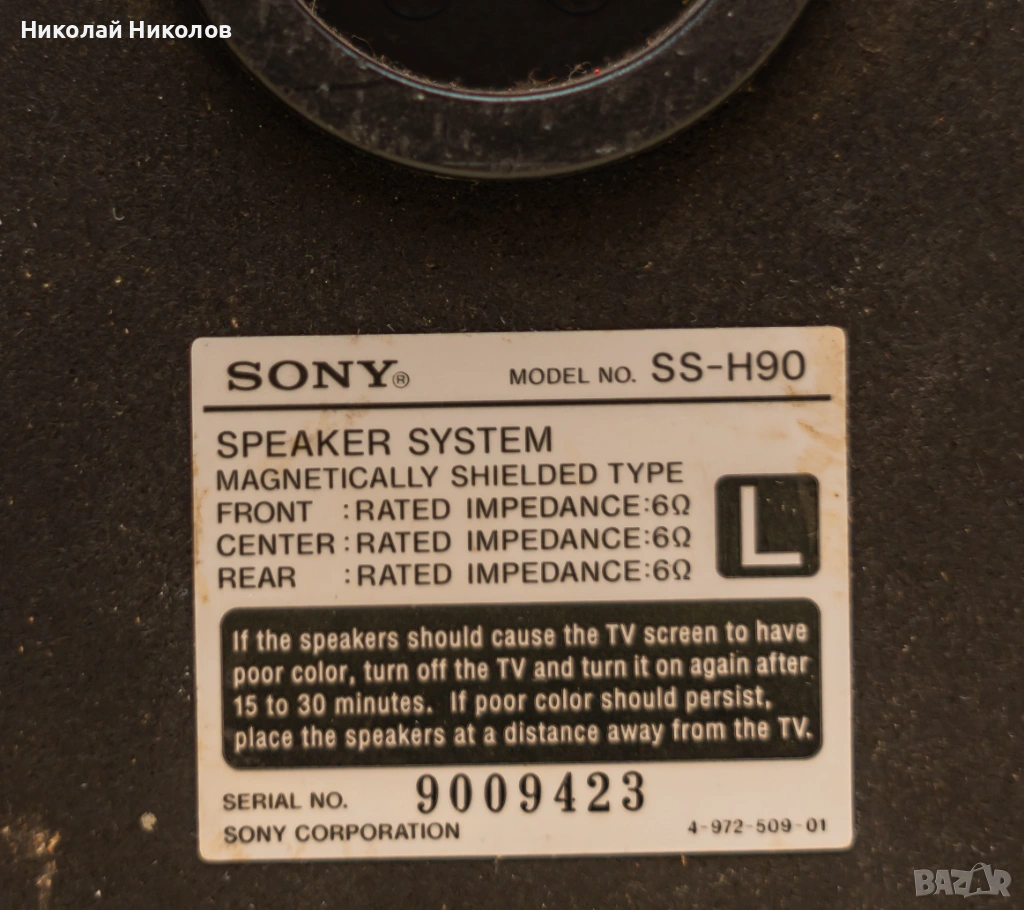 Николай Николов
SONY® MODEL NO. SS-H90
SPEAKER SYSTEM
MAGNETICALLY SHIELDED TYPE
FRONT :RATED IMPEDANCE:6Ω
CENTER:RATED IMPEDANCE:6Ω
REAR :RATED IMPEDANCE:6Ω
L
If the speakers should cause the TV screen to have
poor color, turn off the TV and turn it on again after
15 to 30 minutes. If poor color should persist,
place the speakers at a distance away from the TV.
SERIAL NO. 9009423
SONY CORPORATION 4-972-509-01
BAZAR